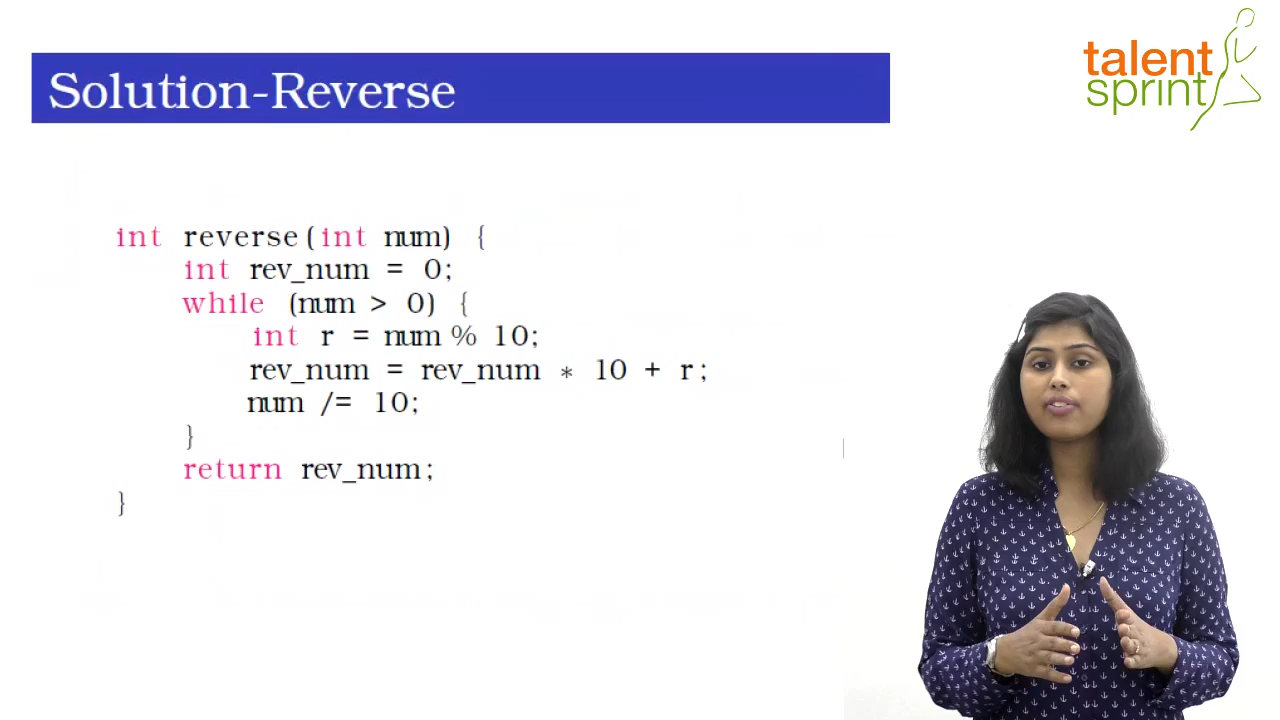 talent
sprint
Solution-Reverse
int reverse(int num) {
int rev_num = 0;
while (num > 0) {
int r = num % 10;
rev_num = rev_num * 10 + r;
num /= 10;
}
return rev_num;
}